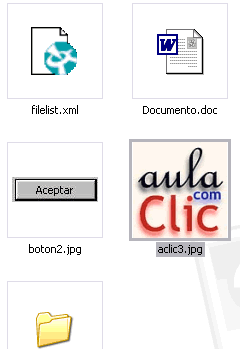 filelist.xml
Documento.doc
Aceptar
boton2.jpg
aula
com
Clic
aclic3.jpg